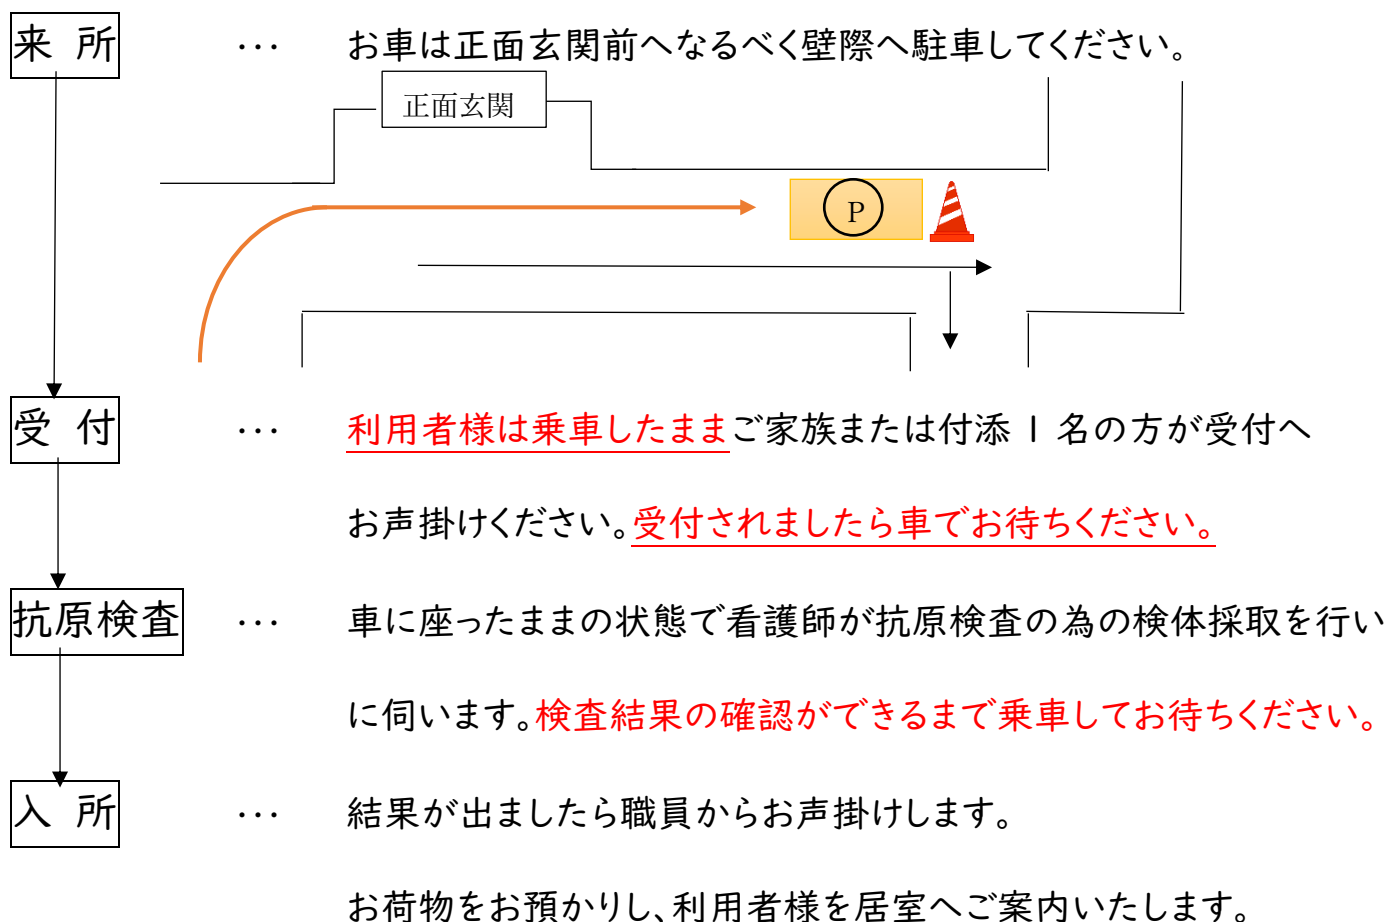 来 所 … お車は正面玄関前へなるべく壁際へ駐車してください。
正面玄関
P
受 付 … 利用者様は乗車したままご家族または付添 1 名の方が受付へ
お声掛けください。受付されましたら車でお待ちください。
抗原検査 … 車に座ったままの状態で看護師が抗原検査の為の検体採取を行い
に伺います。検査結果の確認ができるまで乗車してお待ちください。
入 所 … 結果が出ましたら職員からお声掛けします。
お荷物をお預かりし、利用者様を居室へご案内いたします。